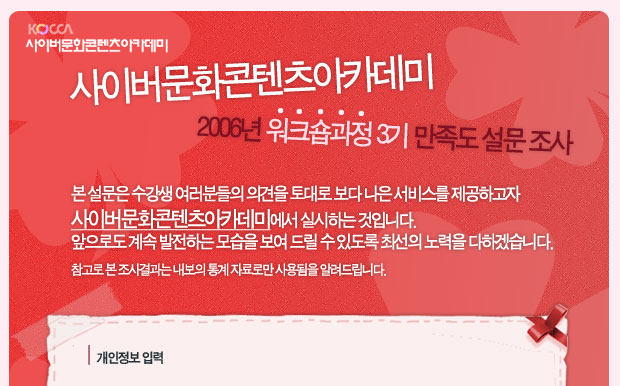 KOCCA
사이버문화콘텐츠아카데미
사이버문화콘텐츠아카데미
2006년 워크숍과정 3기 만족도 설문 조사
본 설문은 수강생 여러분들의 의견을 토대로 보다 나은 서비스를 제공하고자
사이버문화콘텐츠아카데미에서 실시하는 것입니다.
앞으로도 계속 발전하는 모습을 보여 드릴 수 있도록 최선의 노력을 다하겠습니다.
참고로 본 조사결과는 내보의 통계 자료로만 사용됨을 알려드립니다.
개인정보 입력